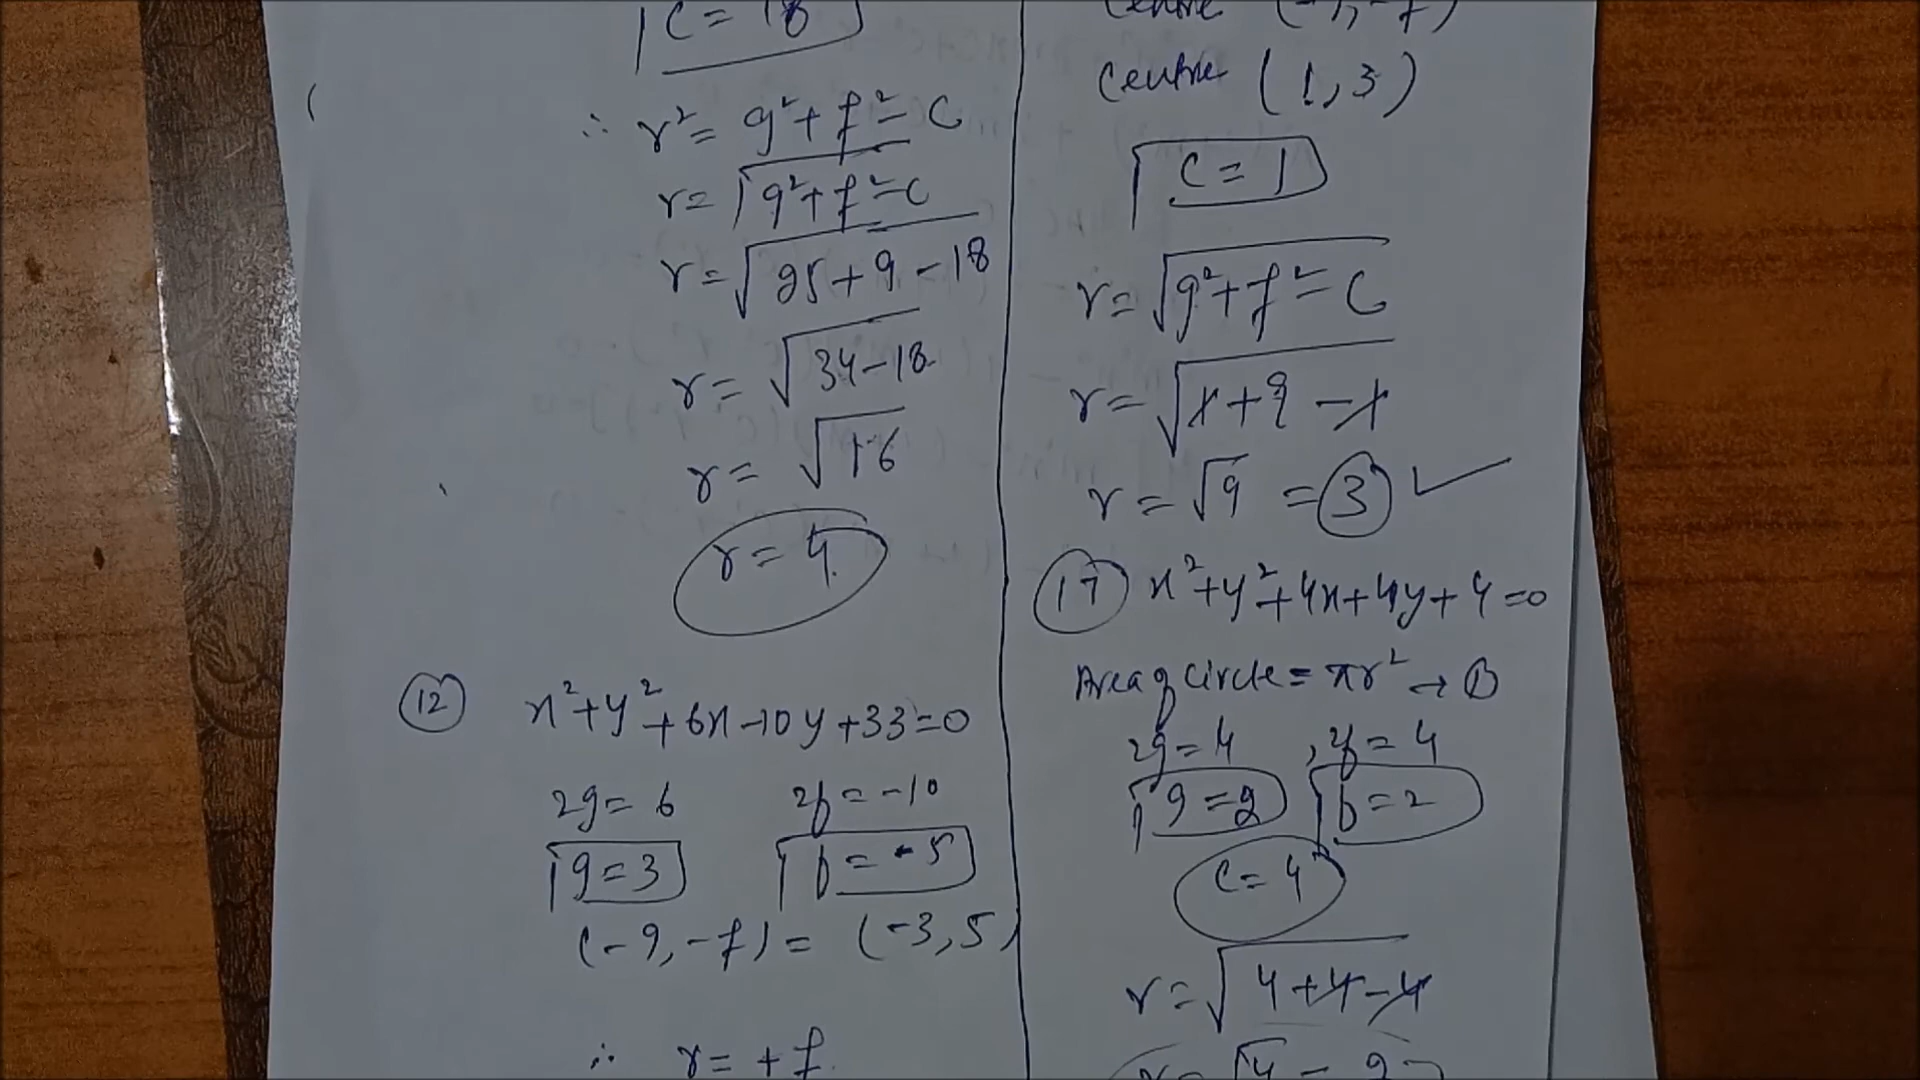 C = 18
∴ r² = g² + f² - C
r = √g² + f² - C
r = √25 + 9 - 18
r = √34 - 18
r = √16
r = 4
(12) x² + y² + 6x - 10y + 33 = 0
2g = 6 2f = -10
g = 3 f = -5
(-g, -f) = (-3, 5)
∴ r = + f
Centre (-g, -f)
Centre (1, 3)
C = 1
r = √g² + f² - C
r = √1 + 9 - 1
r = √9 = 3 ✓
(17) x² + y² + 4x + 4y + 4 = 0
Area of Circle = πr² → ①
2g = 4, 2f = 4
g = 2 f = 2
C = 4
r = √4 + 4 - 4
r = √4 = 2